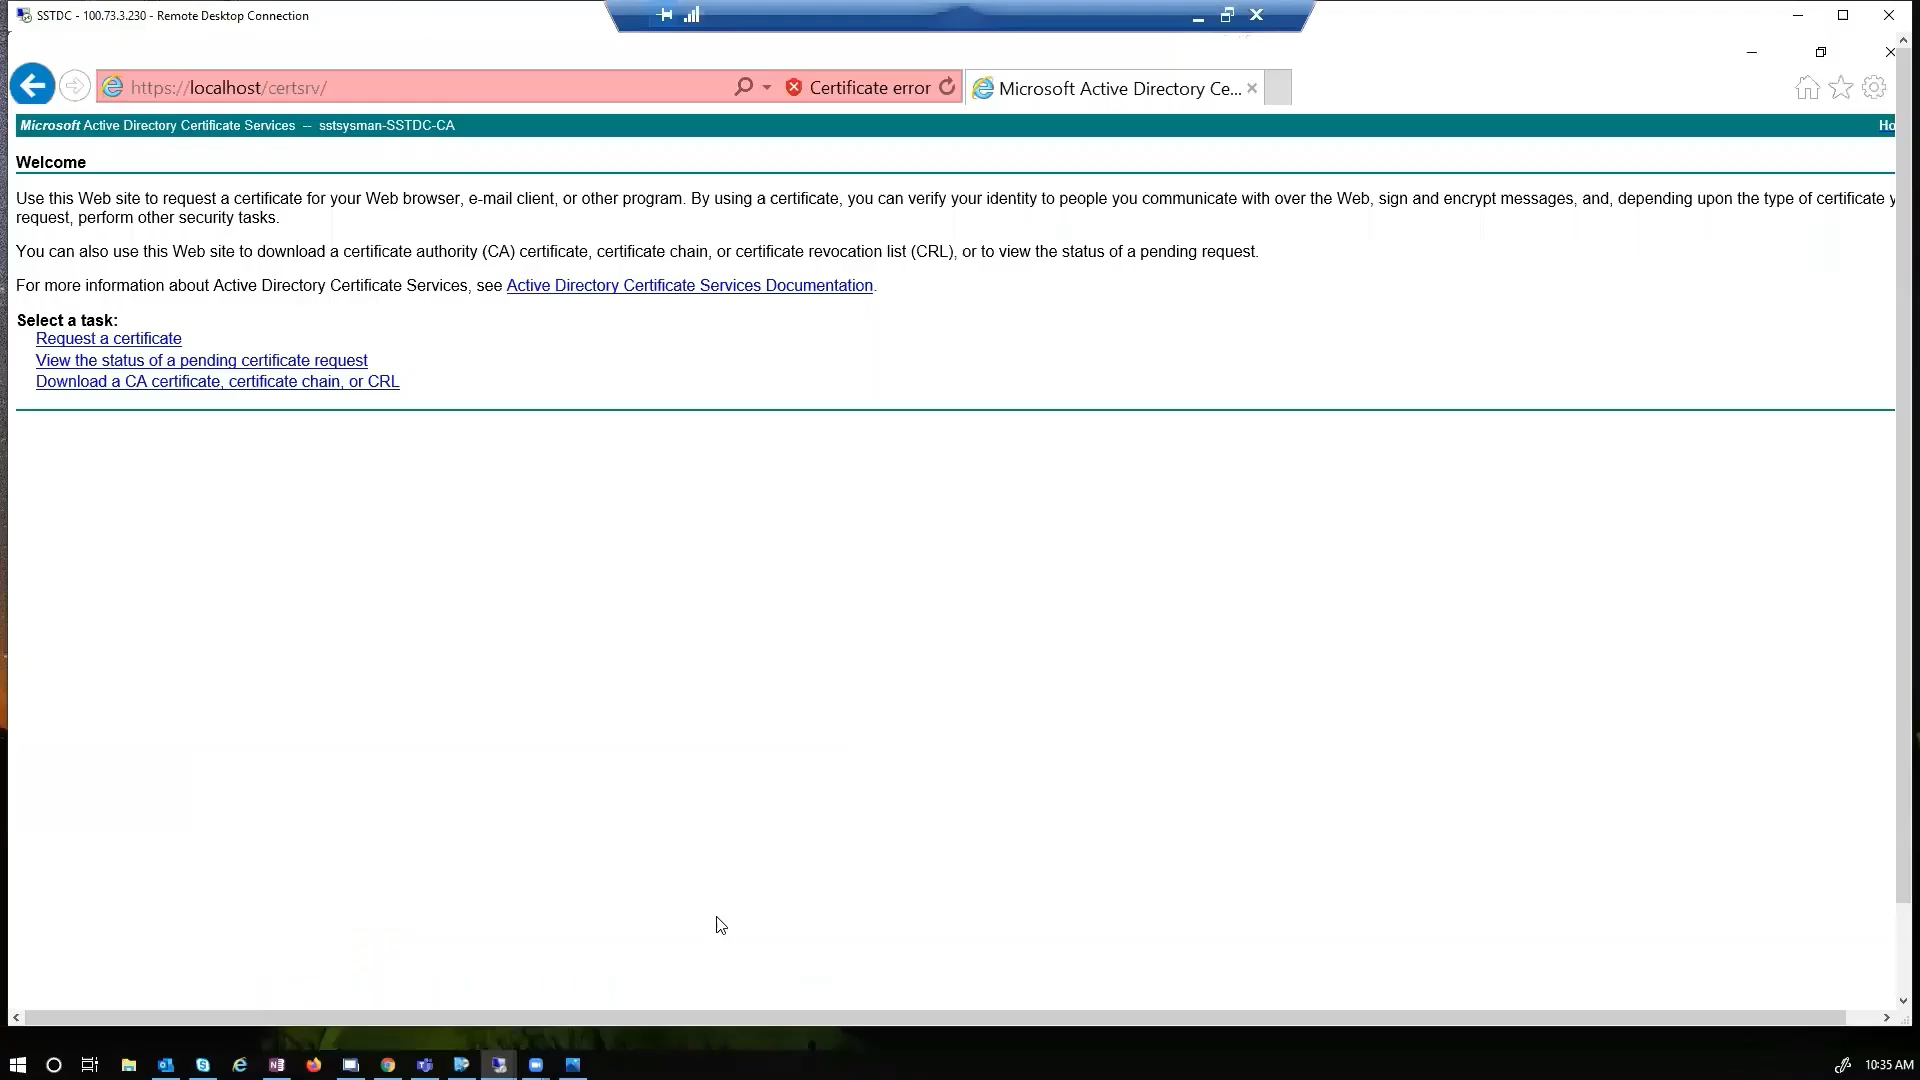 SSTDC - 100.73.3.230 - Remote Desktop Connection
https://localhost/certsrv/
Certificate error
Microsoft Active Directory Ce...
Microsoft Active Directory Certificate Services -- sstsysman-SSTDC-CA
Ho
Welcome
Use this Web site to request a certificate for your Web browser, e-mail client, or other program. By using a certificate, you can verify your identity to people you communicate with over the Web, sign and encrypt messages, and, depending upon the type of certificate y
request, perform other security tasks.
You can also use this Web site to download a certificate authority (CA) certificate, certificate chain, or certificate revocation list (CRL), or to view the status of a pending request.
For more information about Active Directory Certificate Services, see Active Directory Certificate Services Documentation.
Select a task:
Request a certificate
View the status of a pending certificate request
Download a CA certificate, certificate chain, or CRL
10:35 AM